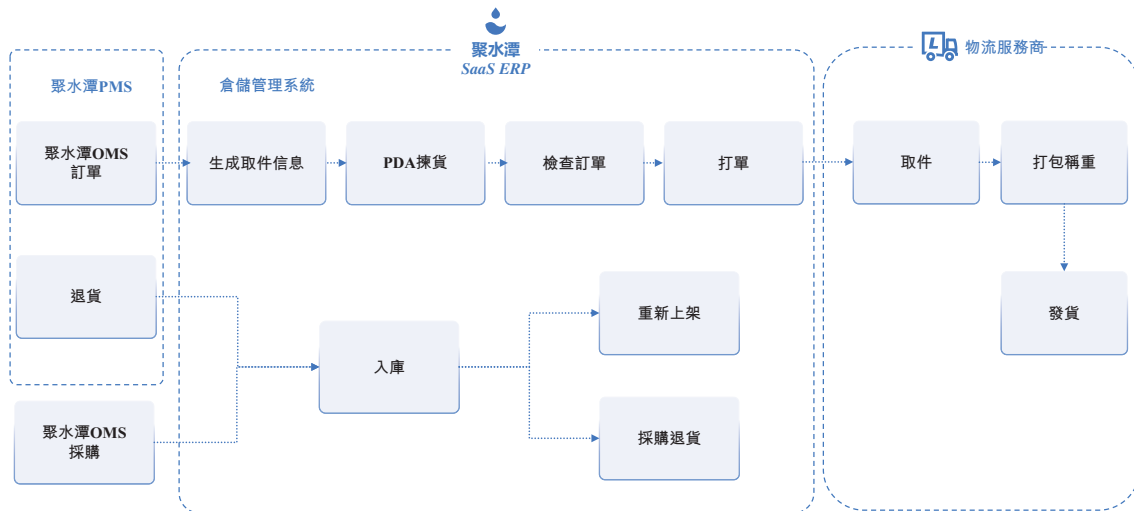 聚水潭
SaaS ERP
物流服務商
聚水潭PMS
倉儲管理系統
聚水潭OMS
訂單
生成取件信息
PDA揀貨
檢查訂單
打單
取件
打包稱重
退貨
重新上架
發貨
入庫
聚水潭OMS
採購
採購退貨